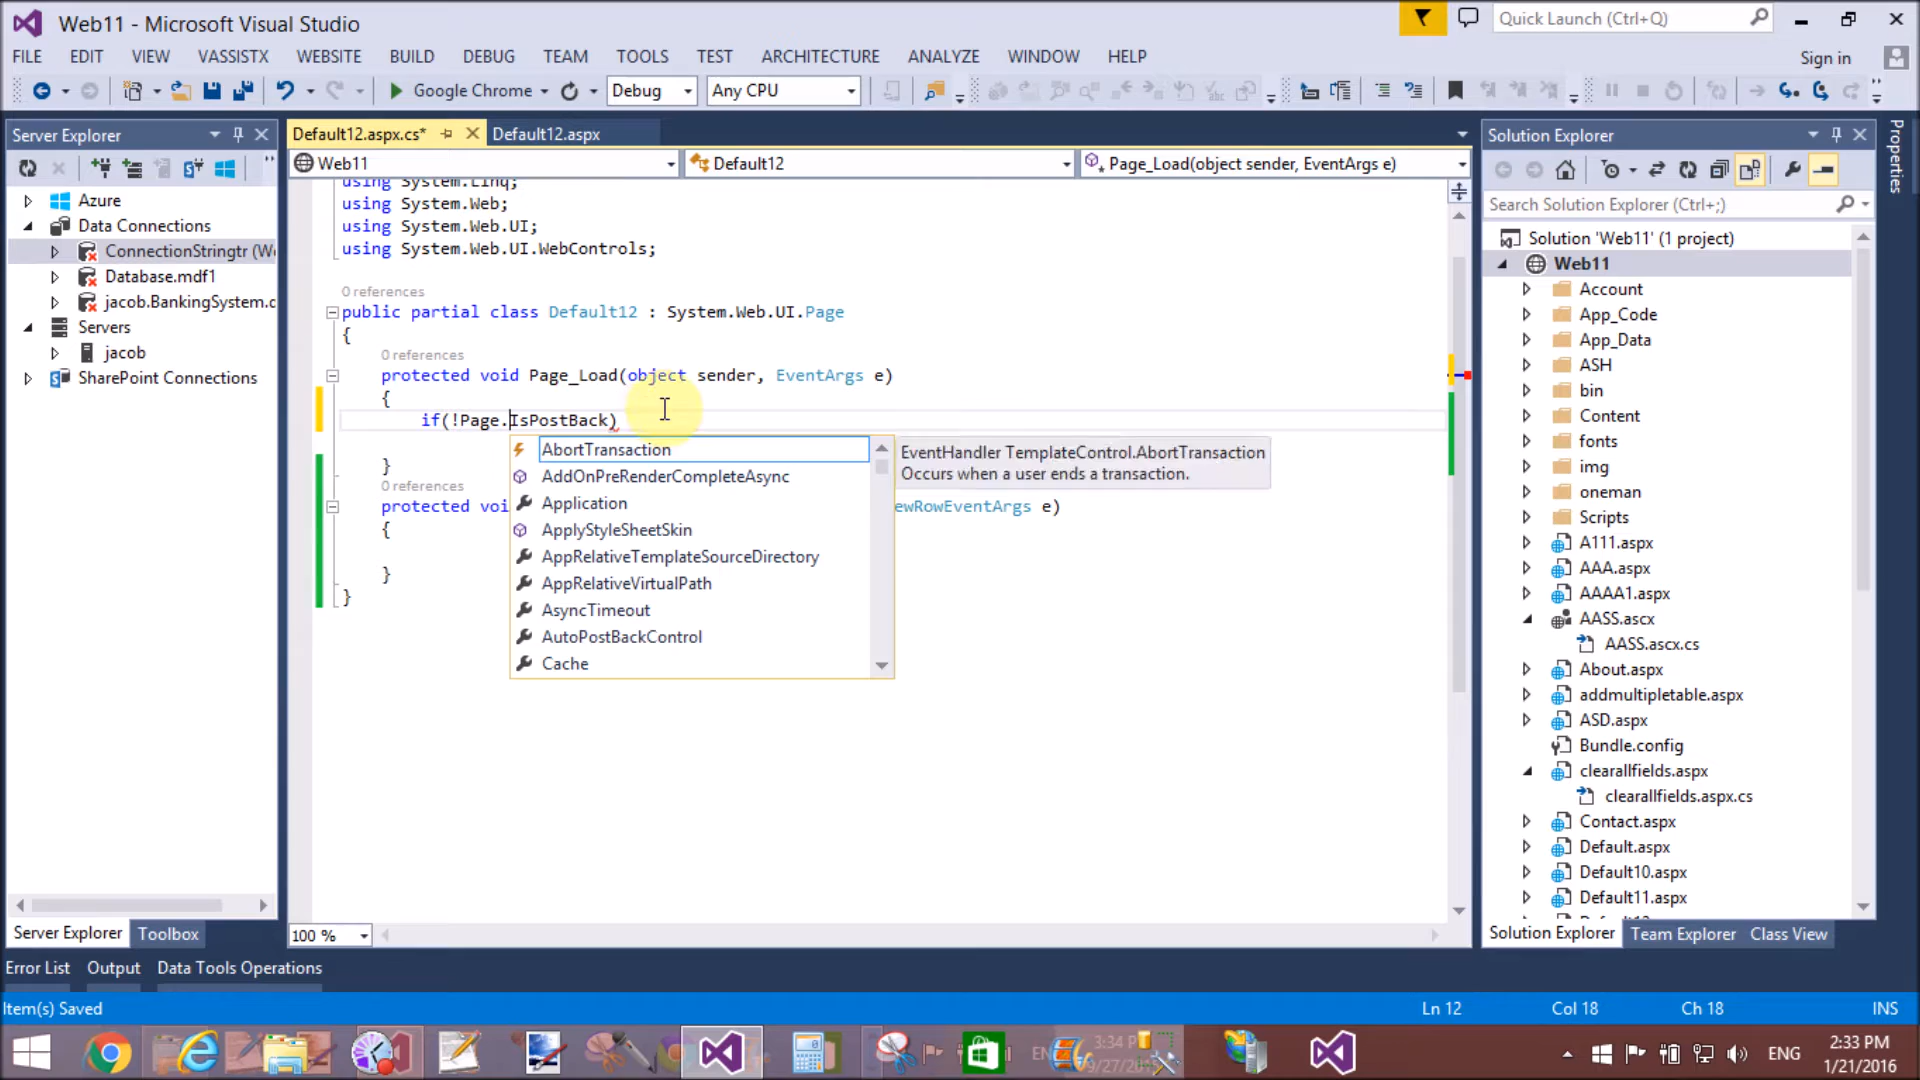 Web11 - Microsoft Visual Studio
Quick Launch (Ctrl+Q)
FILE EDIT VIEW VASSISTX WEBSITE BUILD DEBUG TEAM TOOLS TEST ARCHITECTURE ANALYZE WINDOW HELP
Sign in
Google Chrome
Debug
Any CPU
Server Explorer
Azure
Data Connections
ConnectionStringtr (We
Database.mdf1
jacob.BankingSystem.c
Servers
jacob
SharePoint Connections
Server Explorer Toolbox
Default12.aspx.cs* Default12.aspx
Web11 Default12 Page_Load(object sender, EventArgs e)
using System.Linq;
using System.Web;
using System.Web.UI;
using System.Web.UI.WebControls;
0 references
public partial class Default12 : System.Web.UI.Page
{
0 references
protected void Page_Load(object sender, EventArgs e)
{
if(!Page.IsPostBack)
AbortTransaction
AddOnPreRenderCompleteAsync
Application
ApplyStyleSheetSkin
AppRelativeTemplateSourceDirectory
AppRelativeVirtualPath
AsyncTimeout
AutoPostBackControl
Cache
EventHandler TemplateControl.AbortTransaction
Occurs when a user ends a transaction.
}
0 references
protected voi ewRowEventArgs e)
{
}
}
100 %
Solution Explorer
Search Solution Explorer (Ctrl+;)
Solution 'Web11' (1 project)
Web11
Account
App_Code
App_Data
ASH
bin
Content
fonts
img
oneman
Scripts
A111.aspx
AAA.aspx
AAAA1.aspx
AASS.ascx
AASS.ascx.cs
About.aspx
addmultipletable.aspx
ASD.aspx
Bundle.config
clearallfields.aspx
clearallfields.aspx.cs
Contact.aspx
Default.aspx
Default10.aspx
Default11.aspx
Solution Explorer Team Explorer Class View
Properties
Error List Output Data Tools Operations
Item(s) Saved
Ln 12 Col 18 Ch 18 INS
3:34 PM
ENG
2:33 PM
1/21/2016